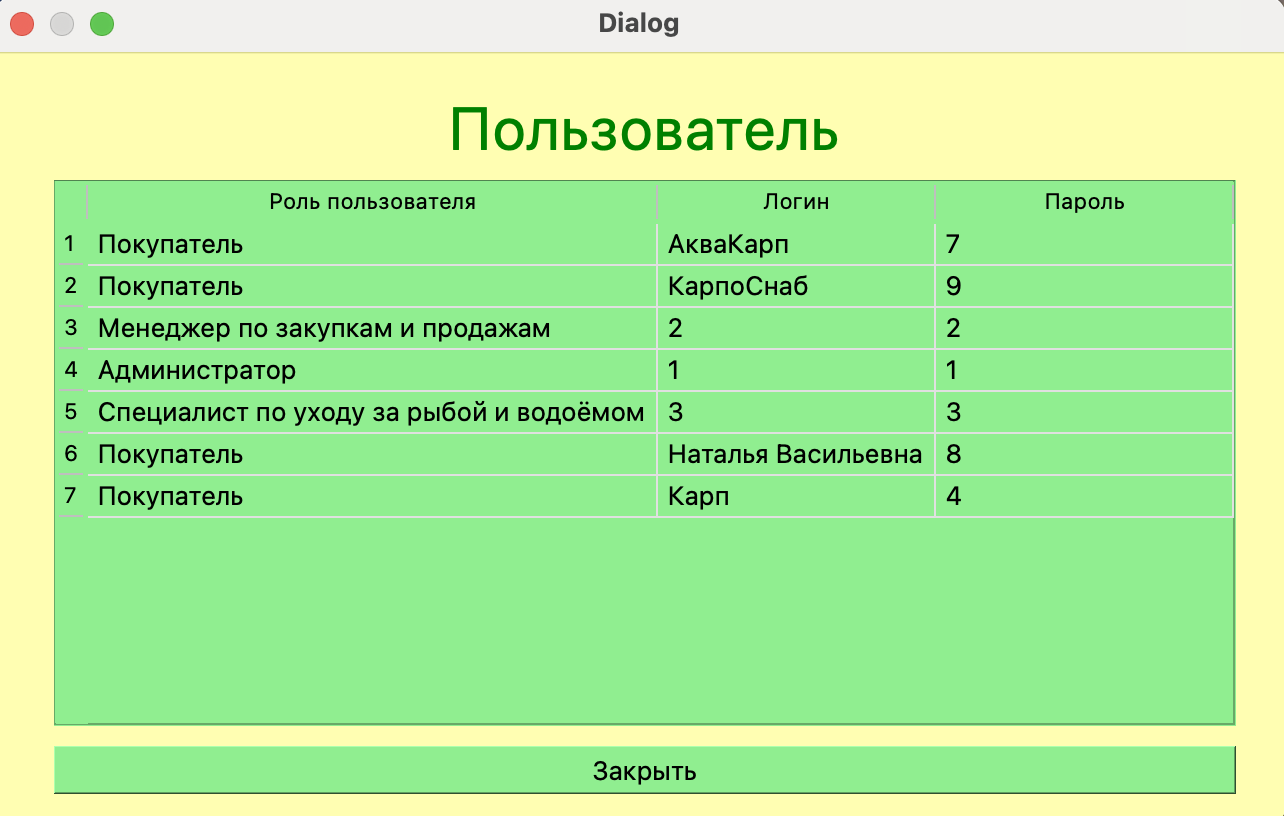 Dialog
Пользователь
Роль пользователя Логин Пароль
1 Покупатель АкваКарп 7
2 Покупатель КарпоСнаб 9
3 Менеджер по закупкам и продажам 2 2
4 Администратор 1 1
5 Специалист по уходу за рыбой и водоёмом 3 3
6 Покупатель Наталья Васильевна 8
7 Покупатель Карп 4
Закрыть